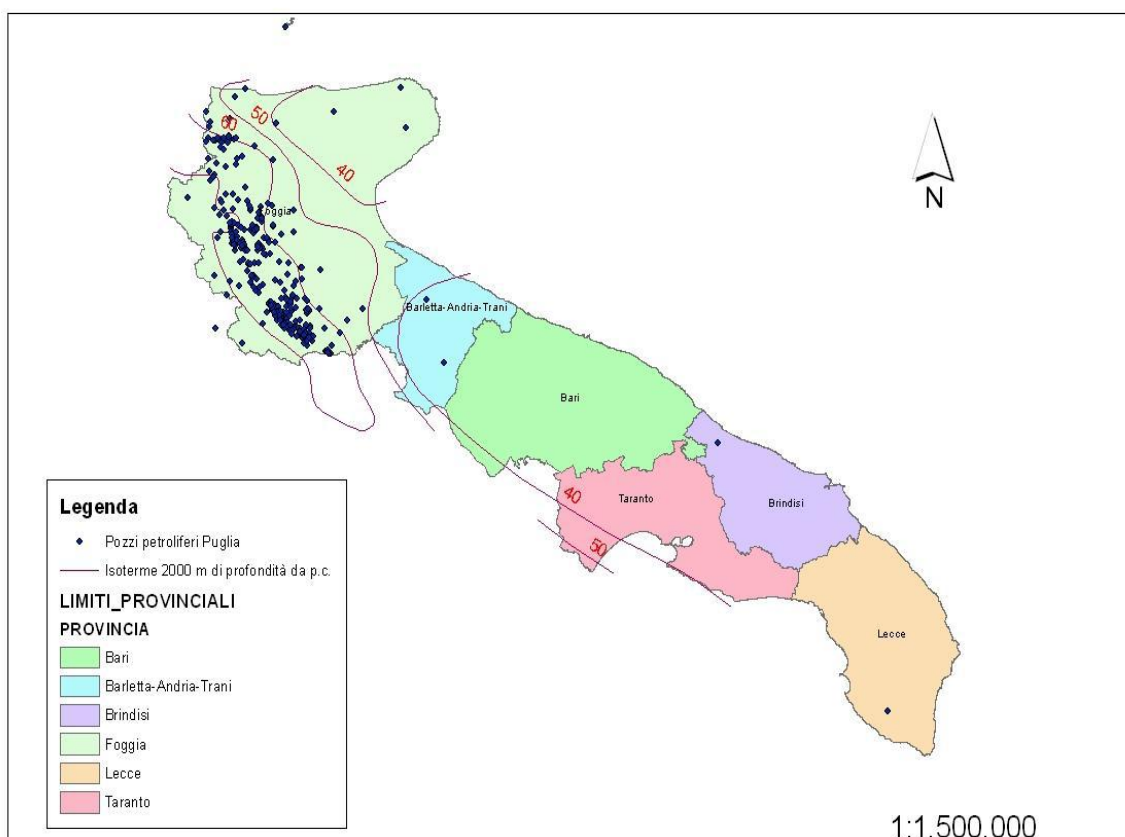 50
60
40
N
Foggia
Barletta-Andria-Trani
Bari
40
Taranto
Brindisi
50
Lecce
Legenda
Pozzi petroliferi Puglia
Isoterme 2000 m di profondità da p.c.
LIMITI_PROVINCIALI
PROVINCIA
Bari
Barletta-Andria-Trani
Brindisi
Foggia
Lecce
Taranto
1:1.500.000